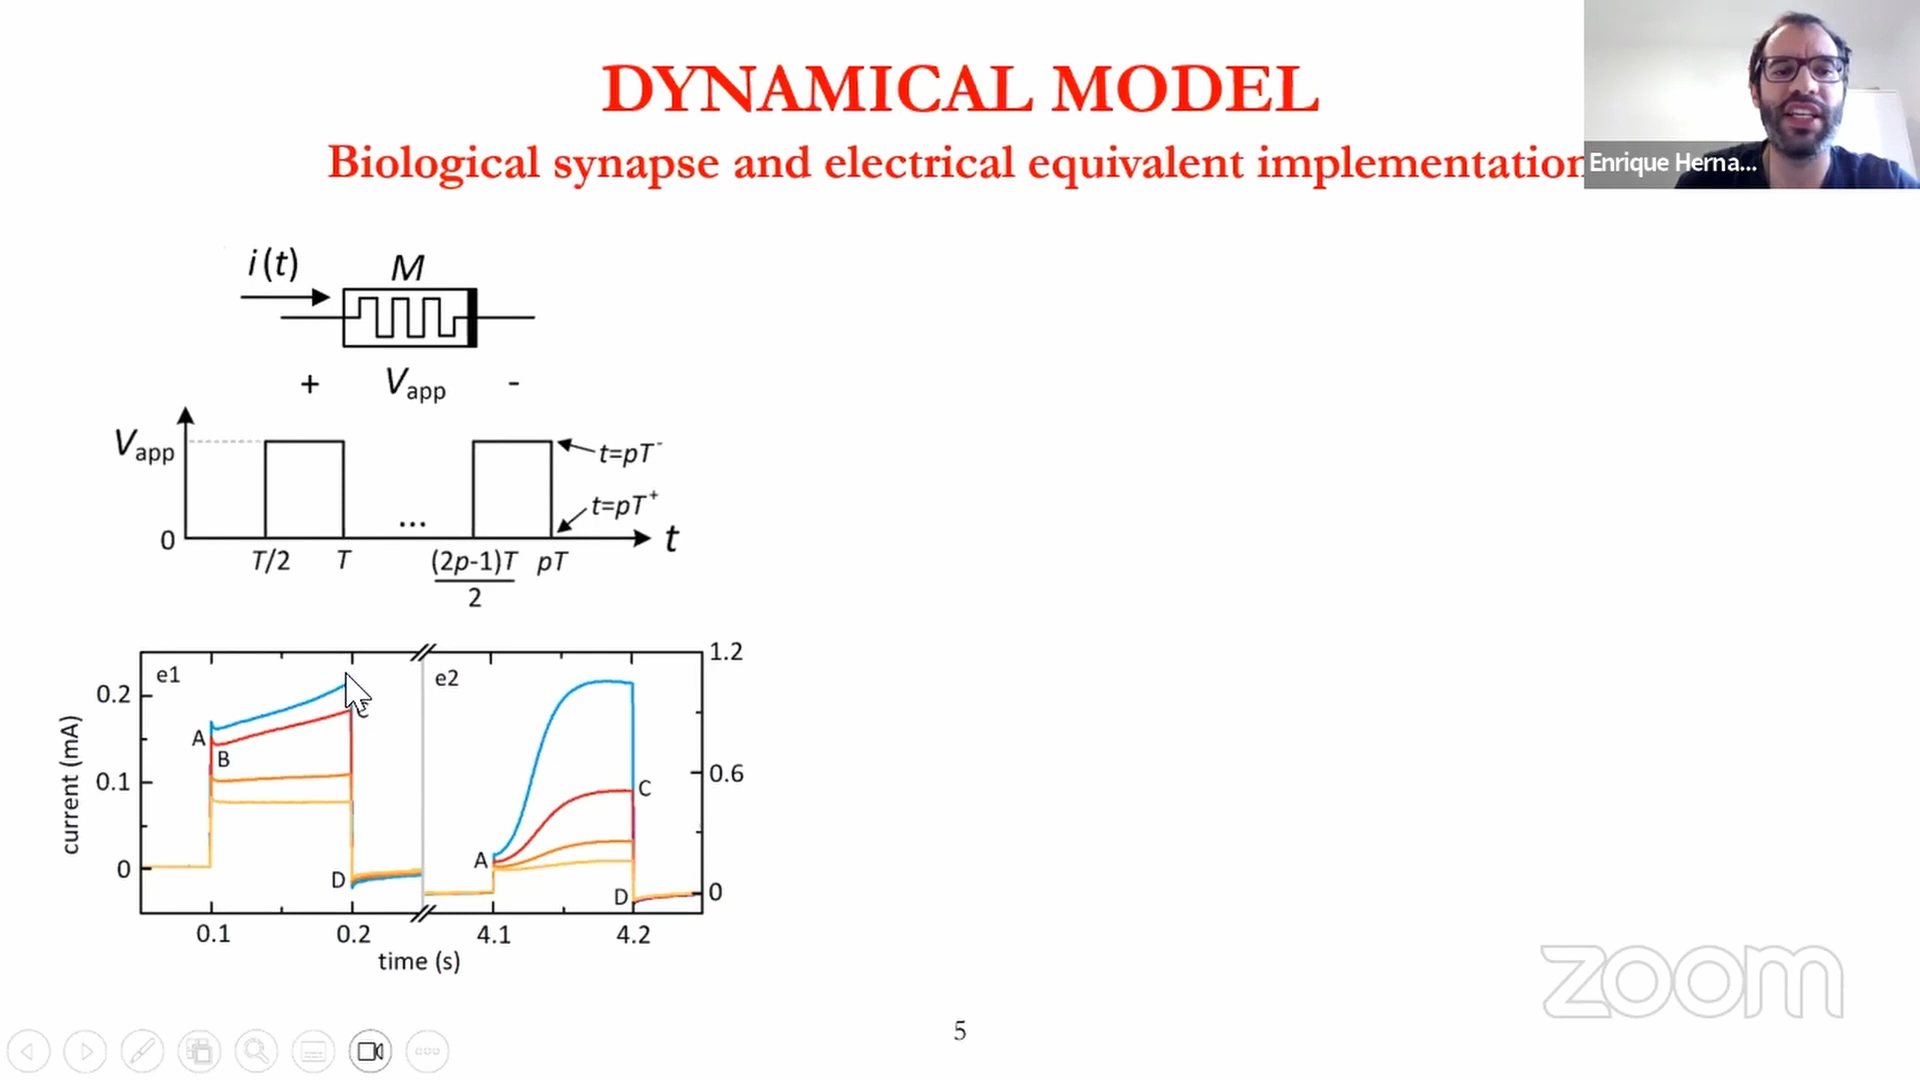 DYNAMICAL MODEL
Biological synapse and electrical equivalent implementation
Enrique Herna...
i(t)
M
+ Vapp -
Vapp
t=pT⁻
t=pT⁺
...
0
t
T/2 T (2p-1)T pT
2
1.2
e1
e2
0.2
C
A
B
0.1
0.6
C
current (mA)
A
0
D
D
0
0.1 0.2 4.1 4.2
time (s)
zoom
5